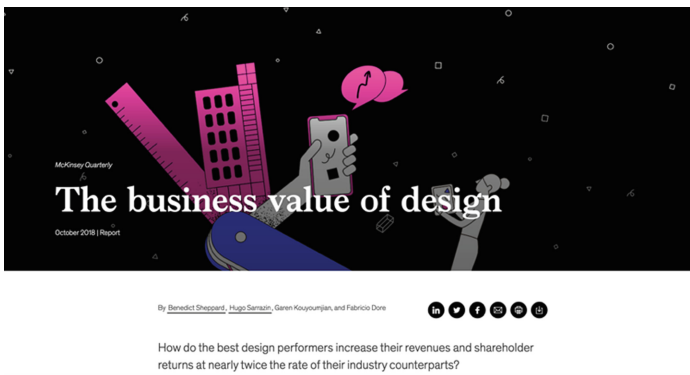 McKinsey Quarterly
The business value of design
October 2018 | Report
By Benedict Sheppard, Hugo Sarrazin, Garen Kouyoumjian, and Fabricio Dore
How do the best design performers increase their revenues and shareholder
returns at nearly twice the rate of their industry counterparts?